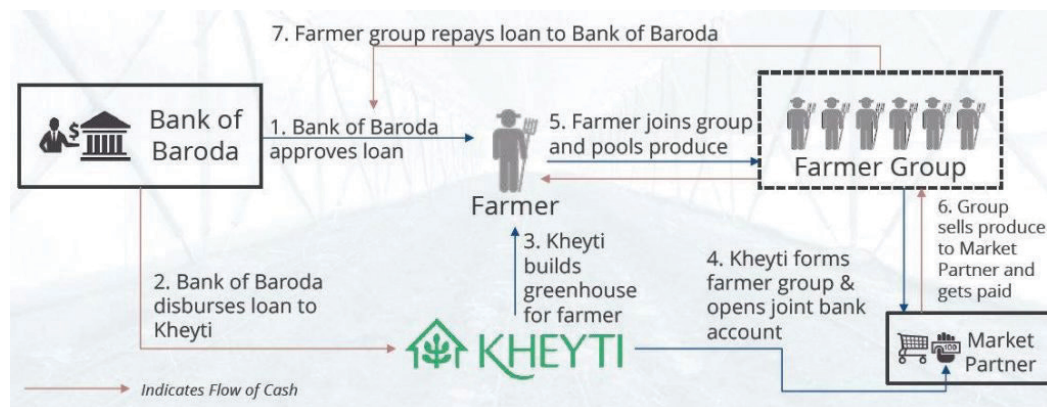 7. Farmer group repays loan to Bank of Baroda
Bank of
Baroda
$
1. Bank of Baroda
approves loan
Farmer
5. Farmer joins group
and pools produce
Farmer Group
2. Bank of Baroda
disburses loan to
Kheyti
3. Kheyti
builds
greenhouse
for farmer
KHEYTI
4. Kheyti forms
farmer group &
opens joint bank
account
6. Group
sells produce
to Market
Partner and
gets paid
100
Market
Partner
Indicates Flow of Cash